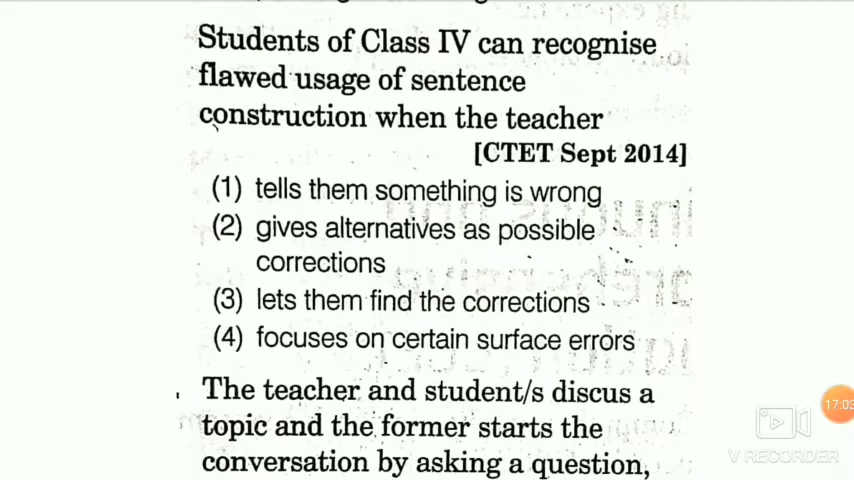 Students of Class IV can recognise
flawed usage of sentence
construction when the teacher
[CTET Sept 2014]
(1) tells them something is wrong
(2) gives alternatives as possible
corrections
(3) lets them find the corrections
(4) focuses on certain surface errors
The teacher and student/s discus a
topic and the former starts the
conversation by asking a question,
17:03
V RECORDER